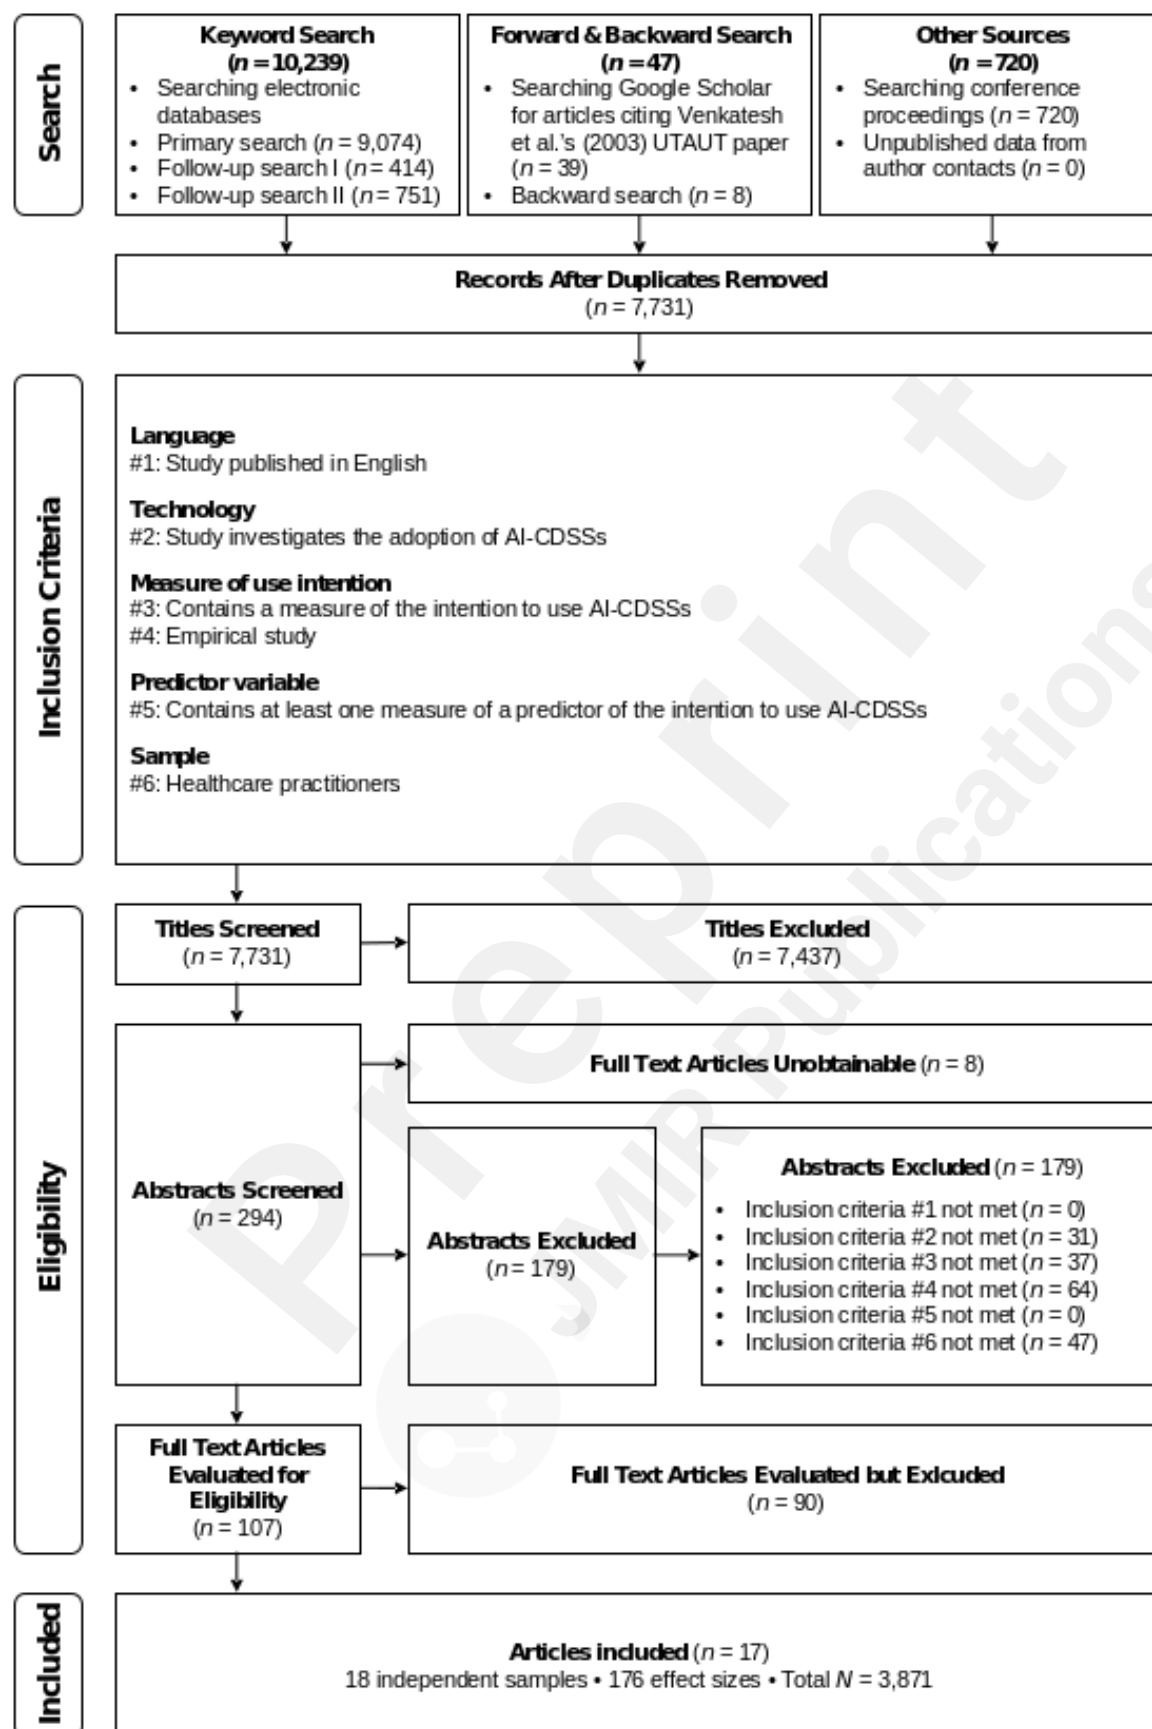 Search
Keyword Search
(n = 10,239)
• Searching electronic
databases
• Primary search (n = 9,074)
• Follow-up search I (n = 414)
• Follow-up search II (n = 751)
Forward & Backward Search
(n = 47)
• Searching Google Scholar
for articles citing Venkatesh
et al.'s (2003) UTAUT paper
(n = 39)
• Backward search (n = 8)
Other Sources
(n = 720)
• Searching conference
proceedings (n = 720)
• Unpublished data from
author contacts (n = 0)
Records After Duplicates Removed
(n = 7,731)
Inclusion Criteria
Language
#1: Study published in English
Technology
#2: Study investigates the adoption of AI-CDSSs
Measure of use intention
#3: Contains a measure of the intention to use AI-CDSSs
#4: Empirical study
Predictor variable
#5: Contains at least one measure of a predictor of the intention to use AI-CDSSs
Sample
#6: Healthcare practitioners
Eligibility
Titles Screened
(n = 7,731)
Titles Excluded
(n = 7,437)
Abstracts Screened
(n = 294)
Full Text Articles Unobtainable (n = 8)
Abstracts Excluded
(n = 179)
Abstracts Excluded (n = 179)
• Inclusion criteria #1 not met (n = 0)
• Inclusion criteria #2 not met (n = 31)
• Inclusion criteria #3 not met (n = 37)
• Inclusion criteria #4 not met (n = 64)
• Inclusion criteria #5 not met (n = 0)
• Inclusion criteria #6 not met (n = 47)
Full Text Articles
Evaluated for
Eligibility
(n = 107)
Full Text Articles Evaluated but Exlcuded
(n = 90)
Included
Articles included (n = 17)
18 independent samples • 176 effect sizes • Total N = 3,871
Preprint
JMIR Publications